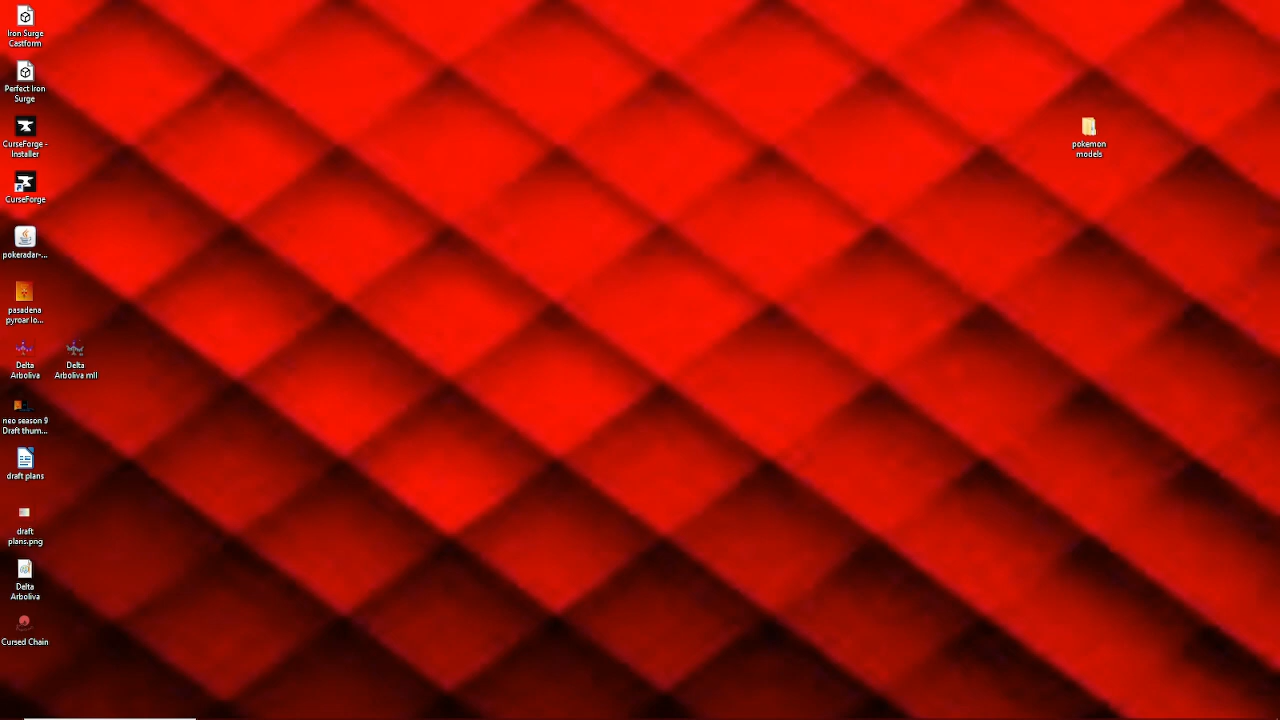 Iron Surge
Castform
Perfect Iron
Surge
CurseForge -
Installer
CurseForge
pokeradar-...
pasadena
pyroar lo...
Delta
Arboliva
Delta
Arboliva mll
neo season 9
Draft thum...
draft plans
draft
plans.png
Delta
Arboliva
Cursed Chain
pokemon
models